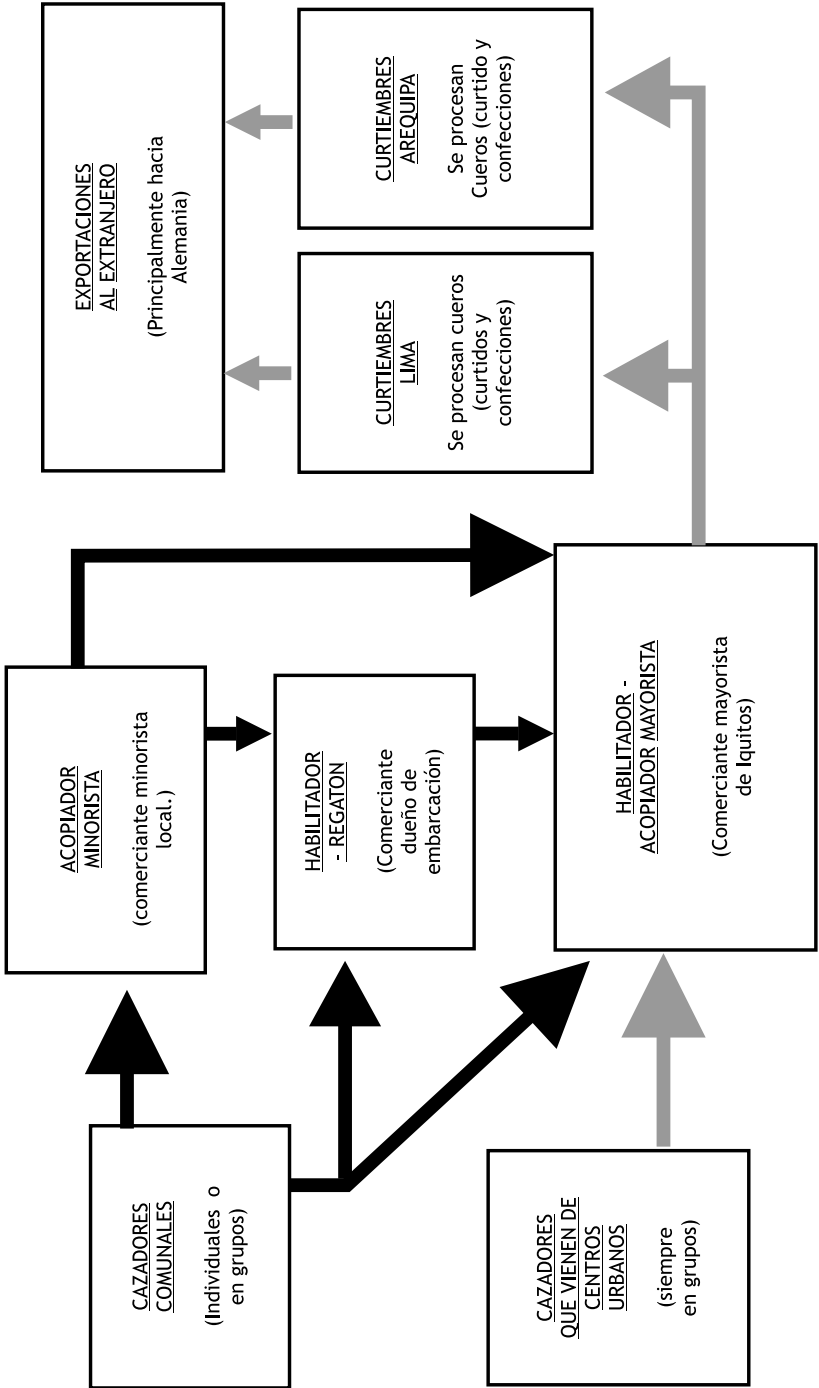 CAZADORES
COMUNALES
(Individuales o
en grupos)
ACOPIADOR
MINORISTA
(comerciante minorista
local.)
EXPORTACIONES
AL EXTRANJERO
(Principalmente hacia
Alemania)
HABILITADOR
- REGATON
(Comerciante
dueño de
embarcación)
CURTIEMBRES
LIMA
Se procesan cueros
(curtidos y
confecciones)
CURTIEMBRES
AREQUIPA
Se procesan
Cueros (curtido y
confecciones)
CAZADORES
QUE VIENEN DE
CENTROS
URBANOS
(siempre
en grupos)
HABILITADOR -
ACOPIADOR MAYORISTA
(Comerciante mayorista
de Iquitos)